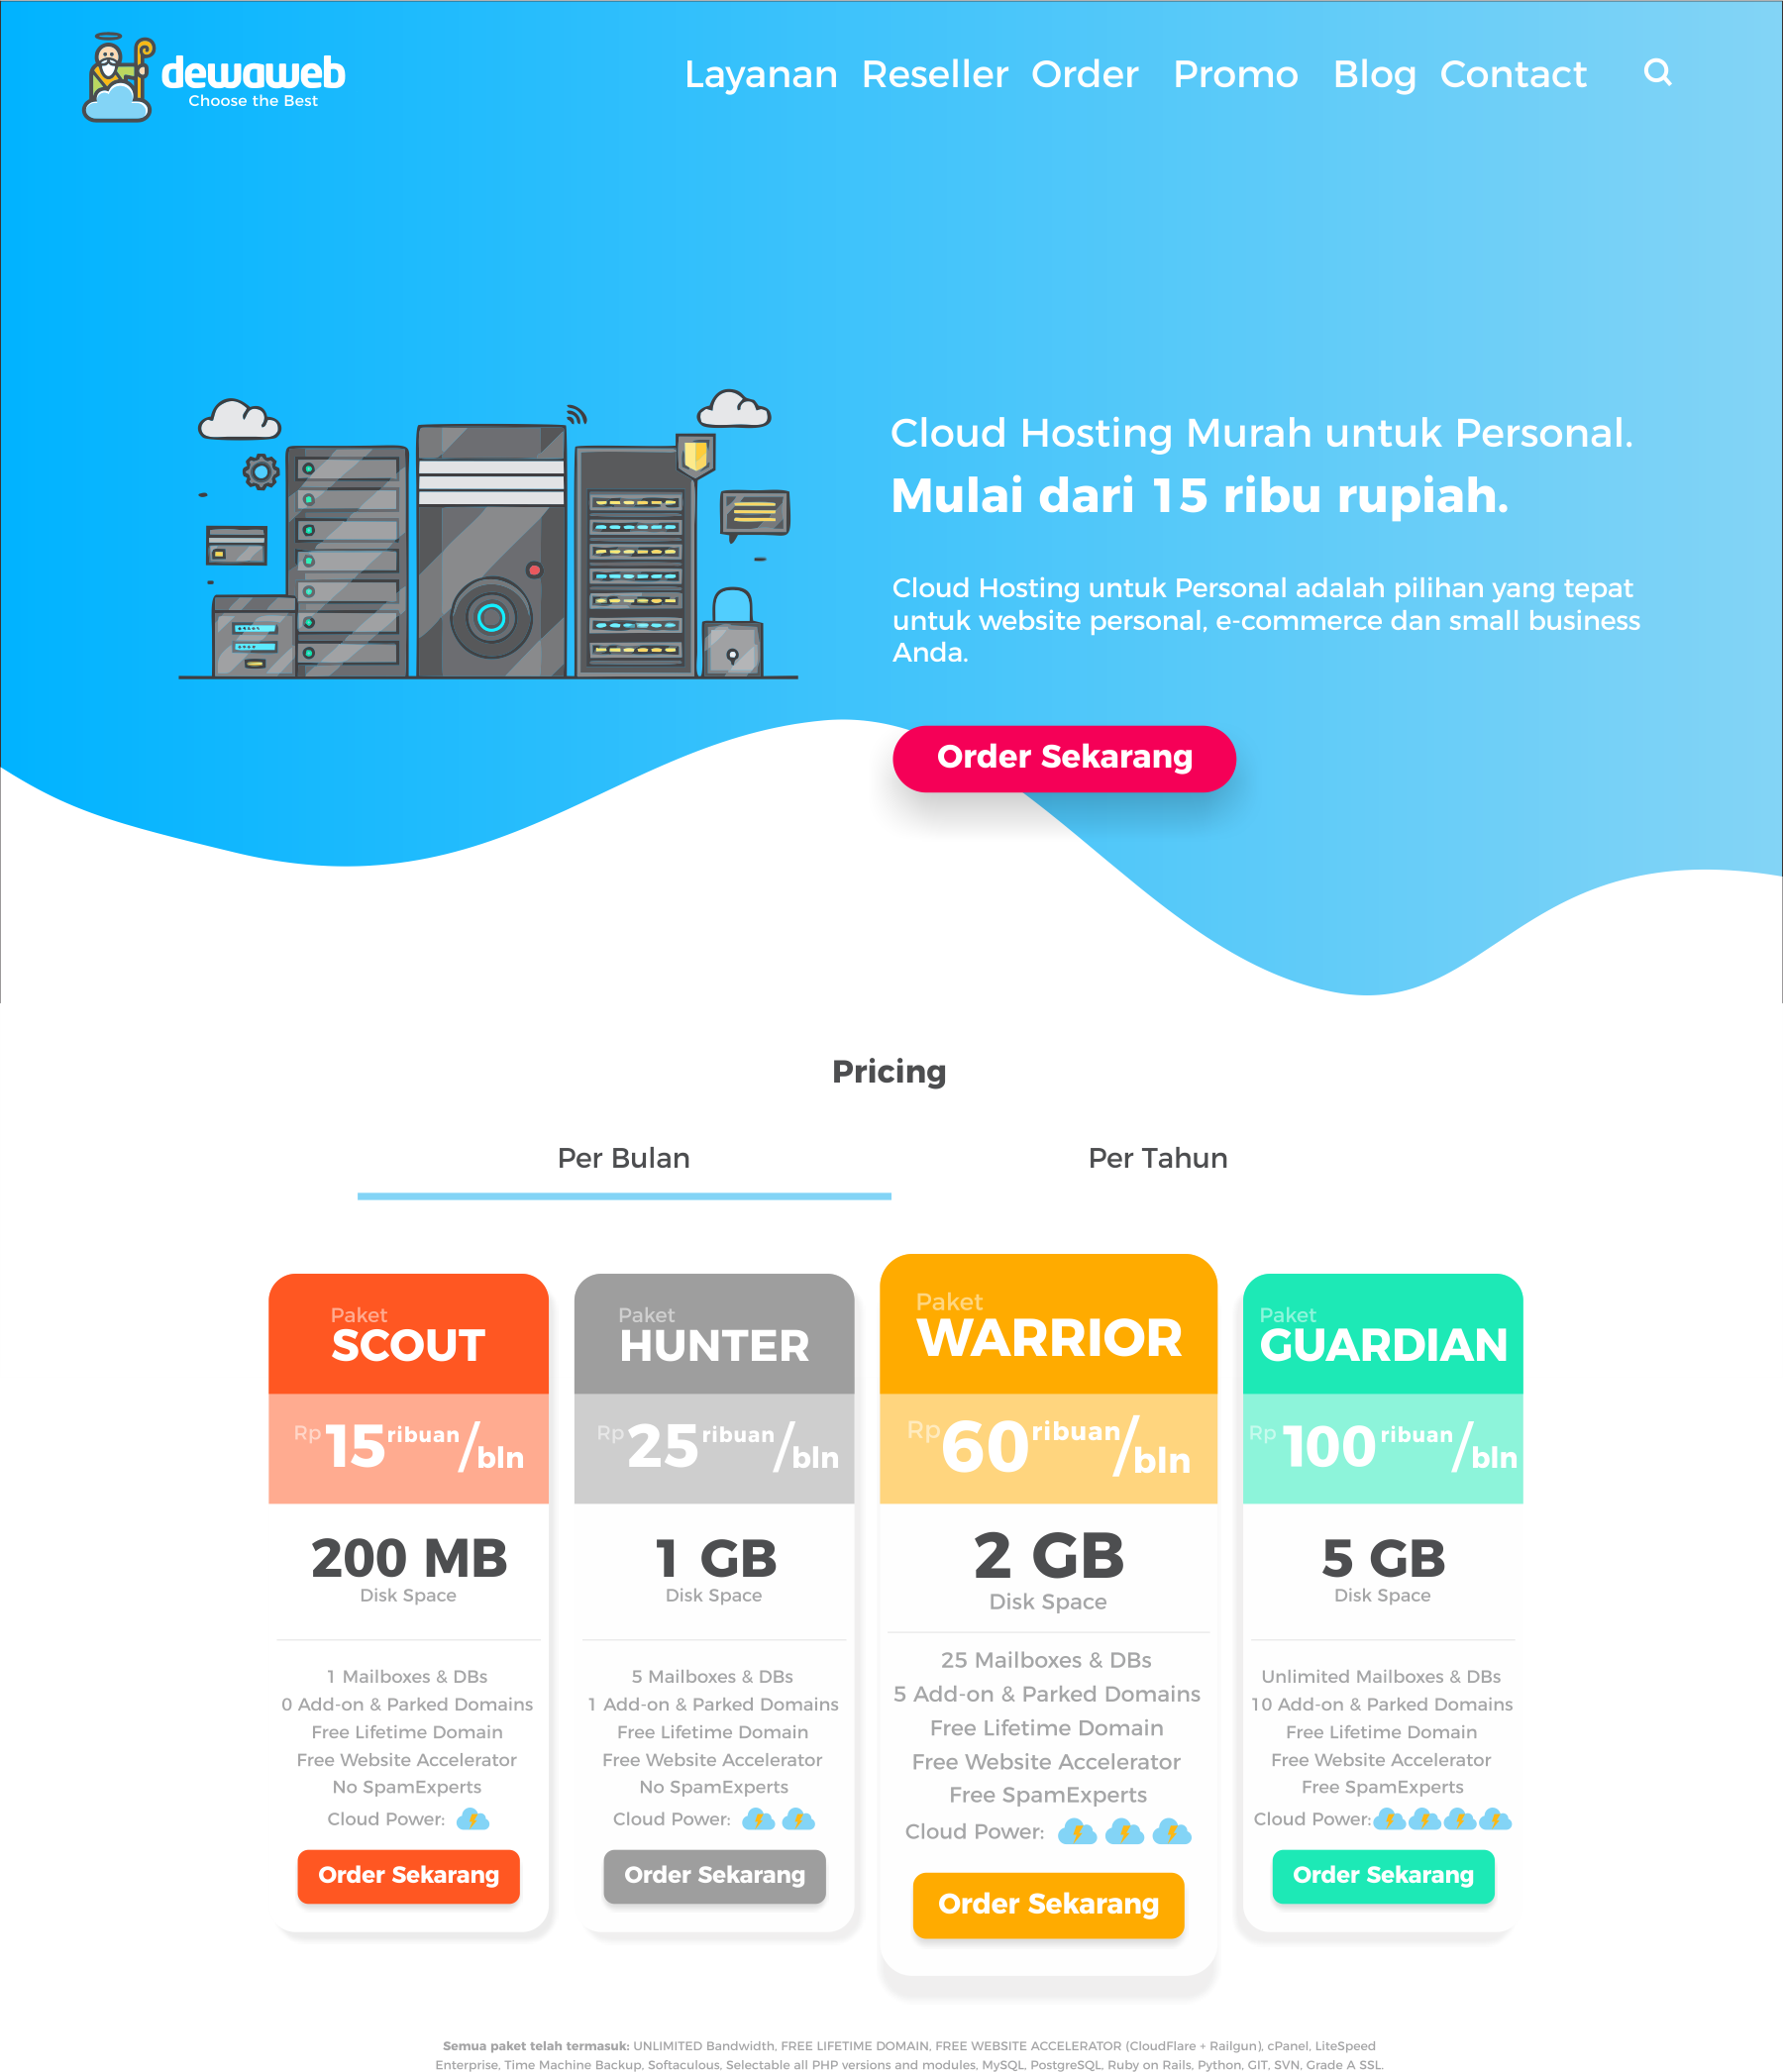 dewaweb
Choose the Best
Layanan Reseller Order Promo Blog Contact
Cloud Hosting Murah untuk Personal.
Mulai dari 15 ribu rupiah.
Cloud Hosting untuk Personal adalah pilihan yang tepat
untuk website personal, e-commerce dan small business
Anda.
Order Sekarang
Pricing
Per Bulan
Per Tahun
Paket
SCOUT
Rp 15 ribuan/bln
200 MB
Disk Space
1 Mailboxes & DBs
0 Add-on & Parked Domains
Free Lifetime Domain
Free Website Accelerator
No SpamExperts
Cloud Power:
Order Sekarang
Paket
HUNTER
Rp 25 ribuan/bln
1 GB
Disk Space
5 Mailboxes & DBs
1 Add-on & Parked Domains
Free Lifetime Domain
Free Website Accelerator
No SpamExperts
Cloud Power:
Order Sekarang
Paket
WARRIOR
Rp 60 ribuan/bln
2 GB
Disk Space
25 Mailboxes & DBs
5 Add-on & Parked Domains
Free Lifetime Domain
Free Website Accelerator
Free SpamExperts
Cloud Power:
Order Sekarang
Paket
GUARDIAN
Rp 100 ribuan/bln
5 GB
Disk Space
Unlimited Mailboxes & DBs
10 Add-on & Parked Domains
Free Lifetime Domain
Free Website Accelerator
Free SpamExperts
Cloud Power:
Order Sekarang
Semua paket telah termasuk: UNLIMITED Bandwidth, FREE LIFETIME DOMAIN, FREE WEBSITE ACCELERATOR (CloudFlare + Railgun), cPanel, LiteSpeed
Enterprise, Time Machine Backup, Softaculous, Selectable all PHP versions and modules, MySQL, PostgreSQL, Ruby on Rails, Python, GIT, SVN, Grade A SSL.